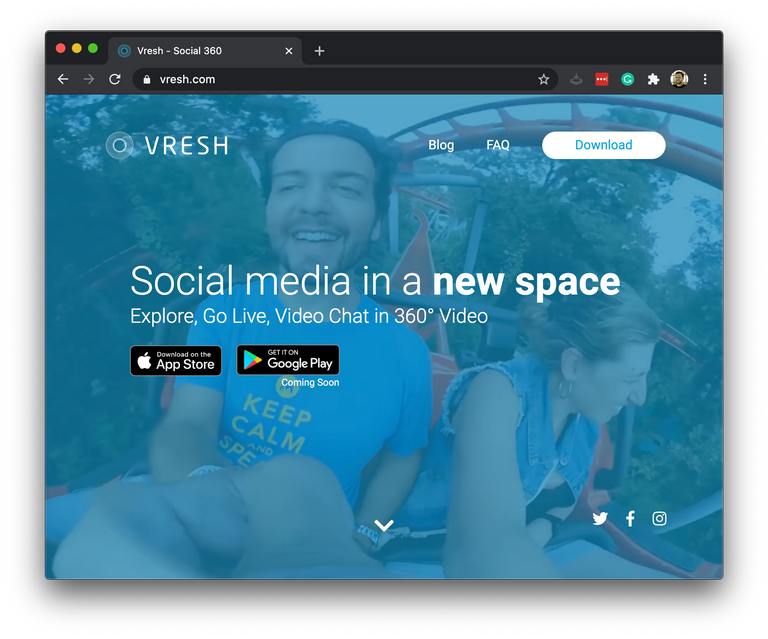 Vresh - Social 360
vresh.com
VRESH
Blog
FAQ
Download
Social media in a new space
Explore, Go Live, Video Chat in 360° Video
Download on the
App Store
GET IT ON
Google Play
Coming Soon
KEEP
CALM
AND
SPE